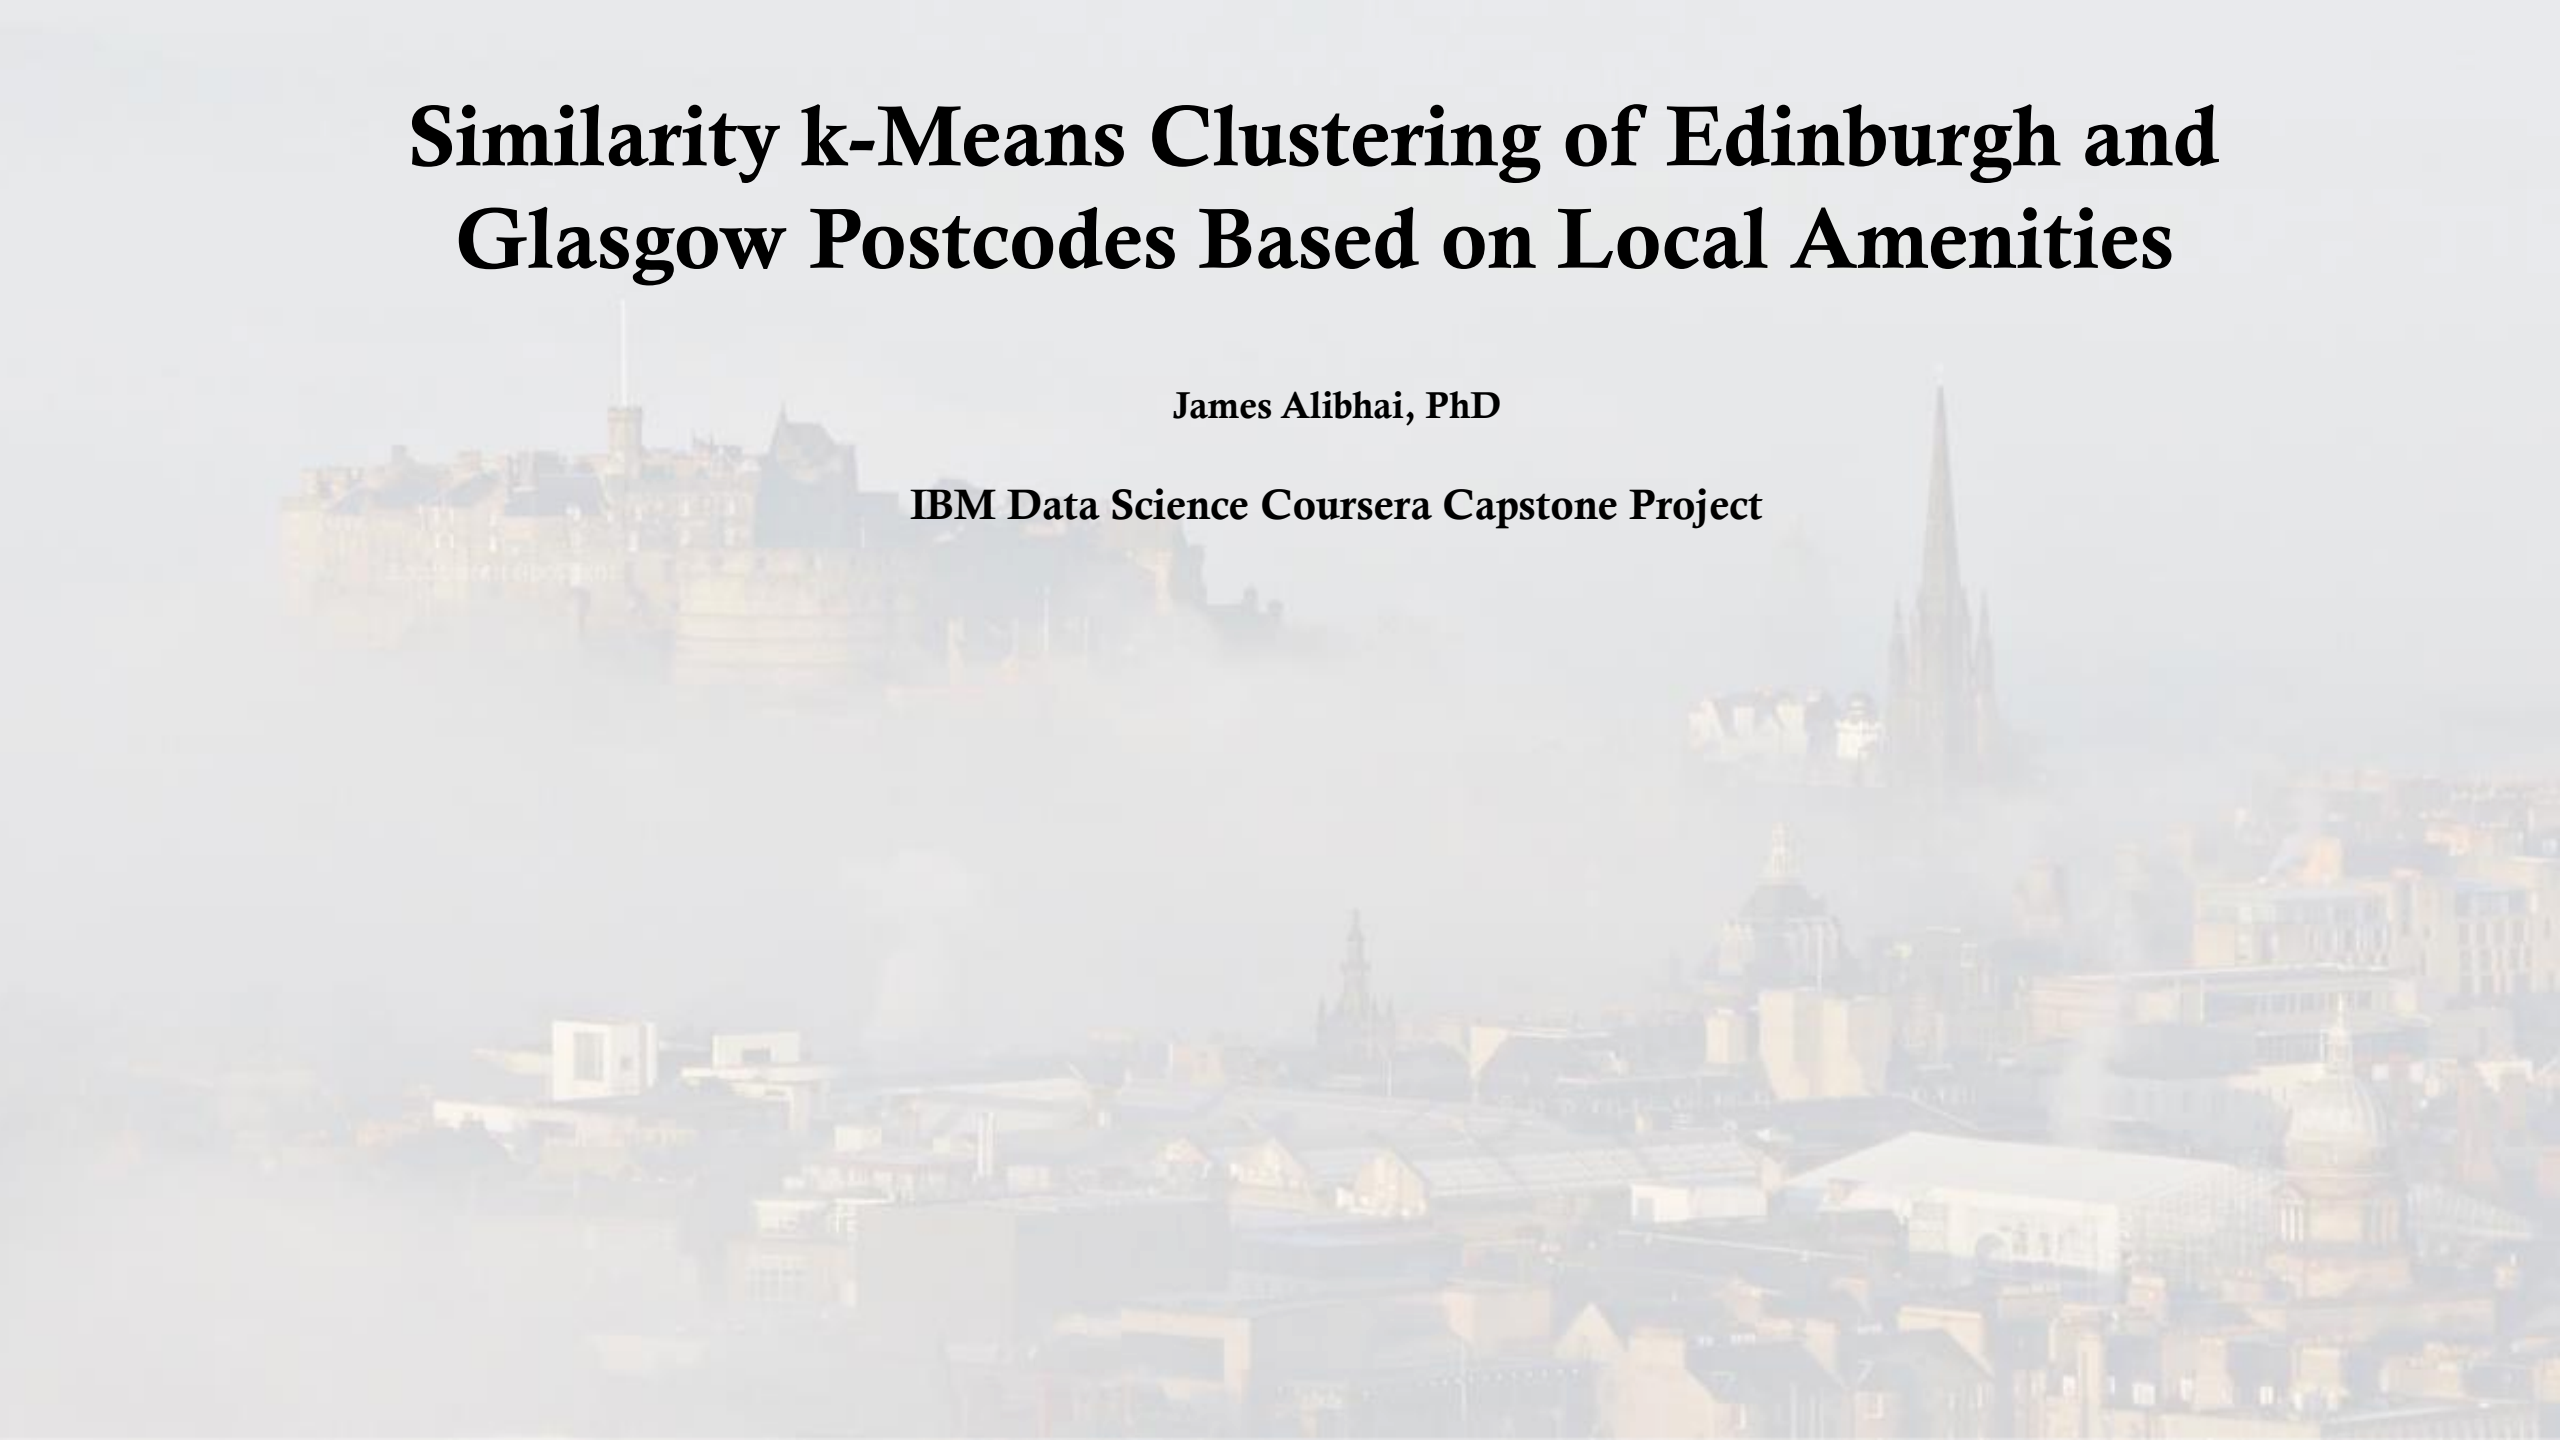 Similarity k-Means Clustering of Edinburgh and
Glasgow Postcodes Based on Local Amenities
James Alibhai, PhD
IBM Data Science Coursera Capstone Project